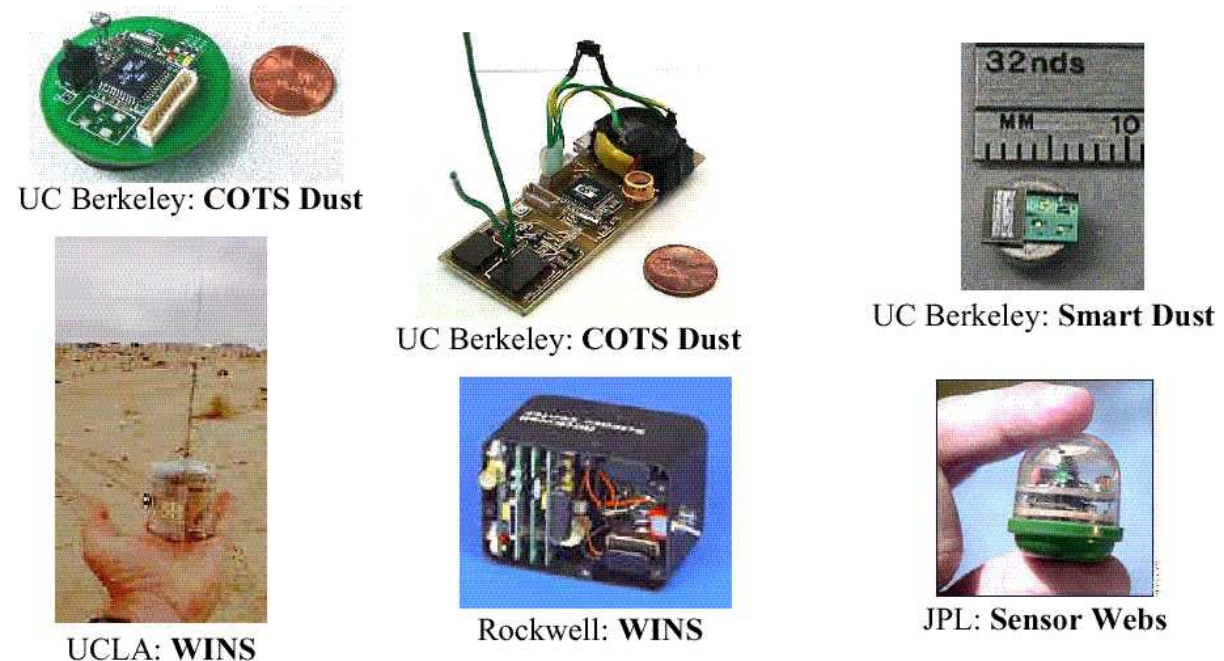 UC Berkeley: COTS Dust
UC Berkeley: COTS Dust
32nds
MM 10
UC Berkeley: Smart Dust
UCLA: WINS
Rockwell: WINS
JPL: Sensor Webs